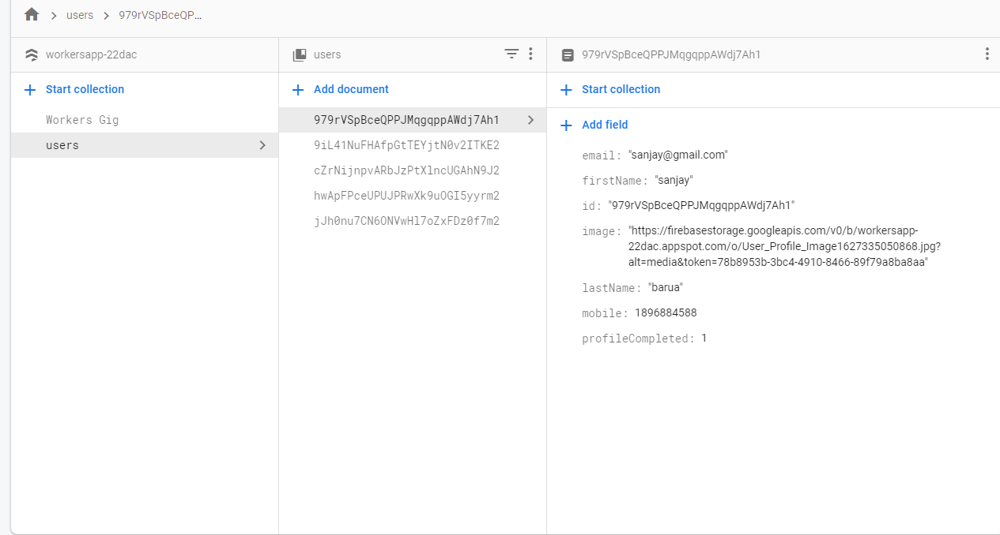 users
979rVSpBceQP...
workersapp-22dac
users
979rVSpBceQPPJMqgqppAWdj7Ah1
Start collection
Add document
Start collection
Workers Gig
users
979rVSpBceQPPJMqgqppAWdj7Ah1
9iL41NuFHAfpGtTEYjtN0v2ITKE2
cZrNijnpvARbJzPtXlncUGAhN9J2
hwApFPceUPUJPRwXk9uOGI5yyrm2
jJh0nu7CN6ONVwHl7oZxFDz0f7m2
Add field
email: "sanjay@gmail.com"
firstName: "sanjay"
id: "979rVSpBceQPPJMqgqppAWdj7Ah1"
image: "https://firebasestorage.googleapis.com/v0/b/workersapp-
22dac.appspot.com/o/User_Profile_Image1627335050868.jpg?
alt=media&token=78b8953b-3bc4-4910-8466-89f79a8ba8aa"
lastName: "barua"
mobile: 1896884588
profileCompleted: 1